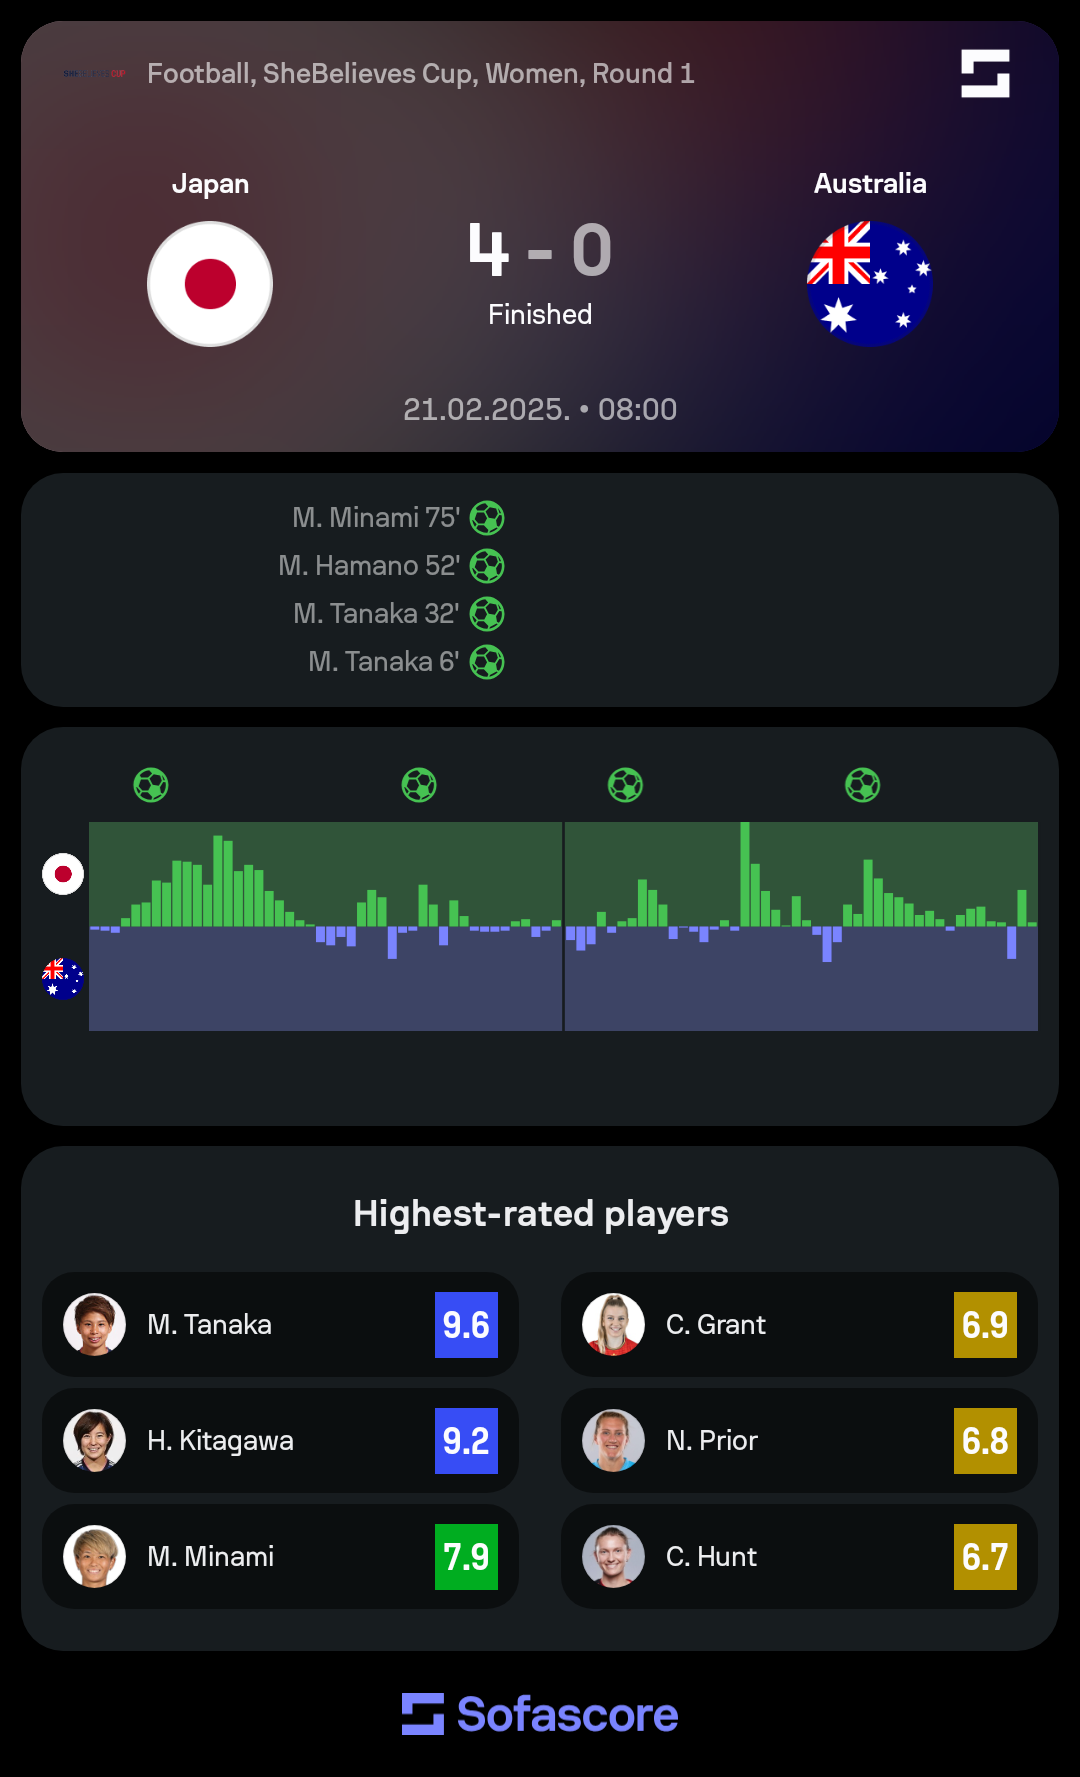 Football, SheBelieves Cup, Women, Round 1
Japan
Australia
4 - 0
Finished
21.02.2025. • 08:00
M. Minami 75'
M. Hamano 52'
M. Tanaka 32'
M. Tanaka 6'
Highest-rated players
M. Tanaka 9.6
C. Grant 6.9
H. Kitagawa 9.2
N. Prior 6.8
M. Minami 7.9
C. Hunt 6.7
Sofascore